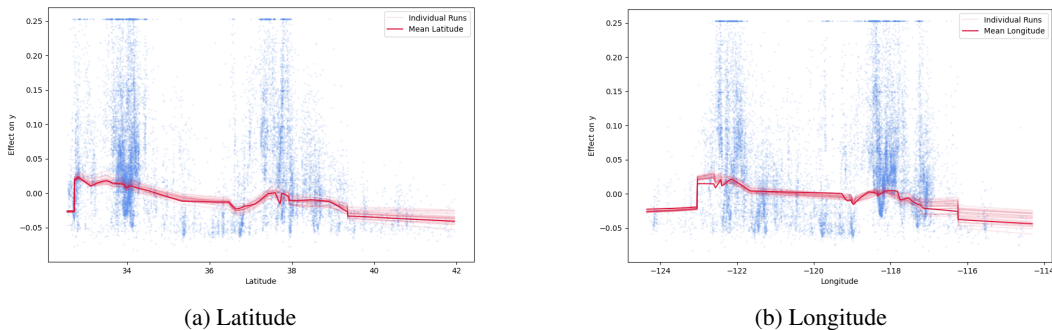 Individual Runs
Mean Latitude
Effect on y
0.25
0.20
0.15
0.10
0.05
0.00
−0.05
34
36
38
40
42
Latitude
(a) Latitude
Individual Runs
Mean Longitude
Effect on y
0.25
0.20
0.15
0.10
0.05
0.00
−0.05
−124
−122
−120
−118
−116
−114
Longitude
(b) Longitude